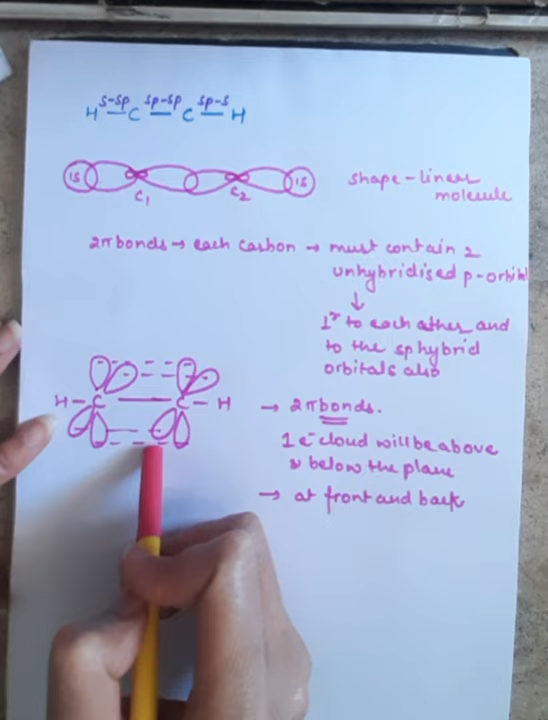 s-sp sp-sp sp-s
H — C — C — H
1s 1s
C1 C2
shape - linear
molecule
2π bonds → each carbon → must contain 2
unhybridised p-orbital
↓
1r to each other and
to the sp hybrid
orbitals also
H - C — C - H
→ 2π bonds.
1 e⁻ cloud will be above
& below the plane
→ at front and back